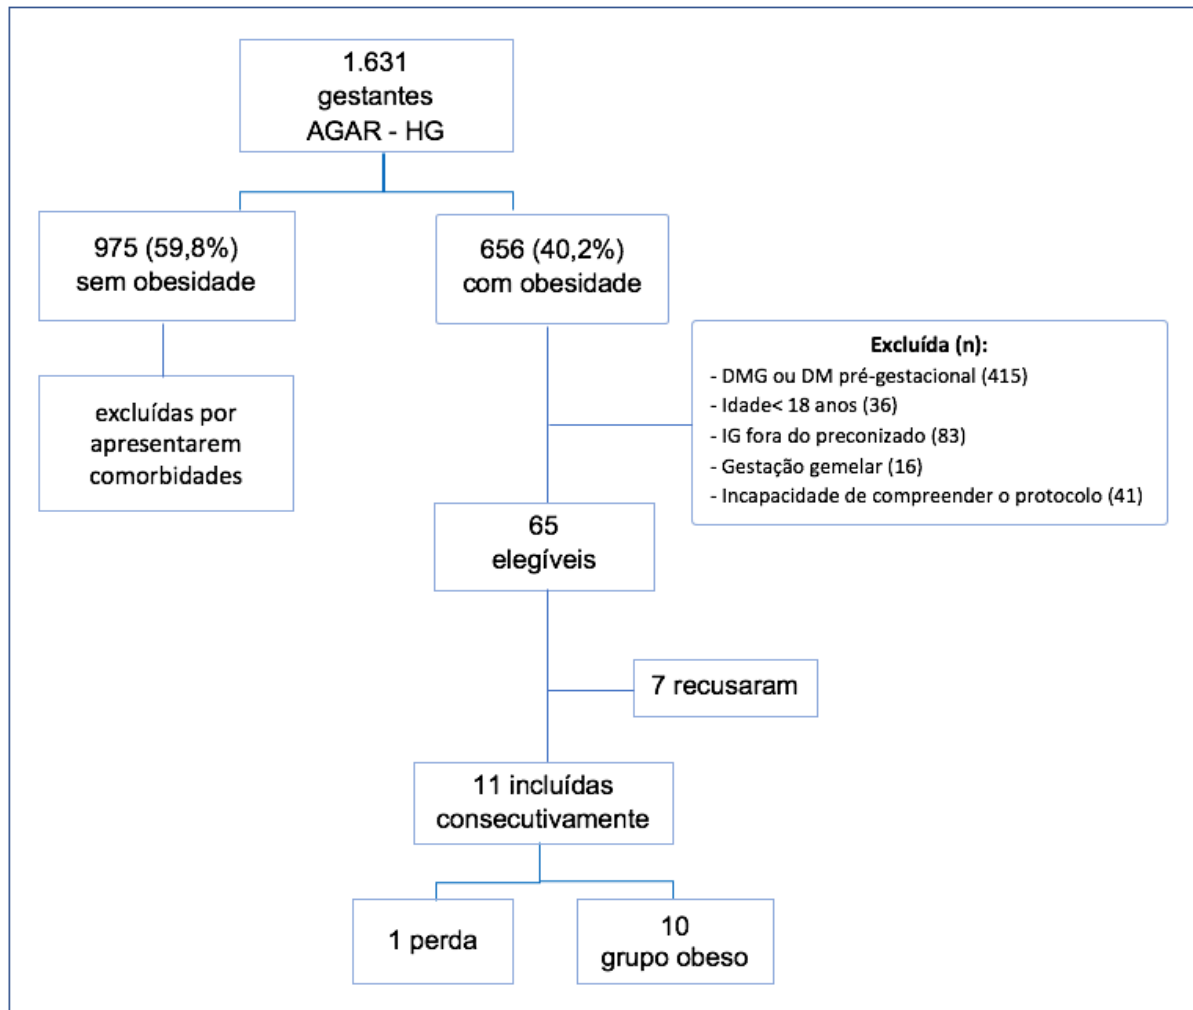 1.631
gestantes
AGAR - HG
975 (59,8%)
sem obesidade
656 (40,2%)
com obesidade
excluídas por
apresentarem
comorbidades
Excluída (n):
- DMG ou DM pré-gestacional (415)
- Idade< 18 anos (36)
- IG fora do preconizado (83)
- Gestação gemelar (16)
- Incapacidade de compreender o protocolo (41)
65
elegíveis
7 recusaram
11 incluídas
consecutivamente
1 perda
10
grupo obeso